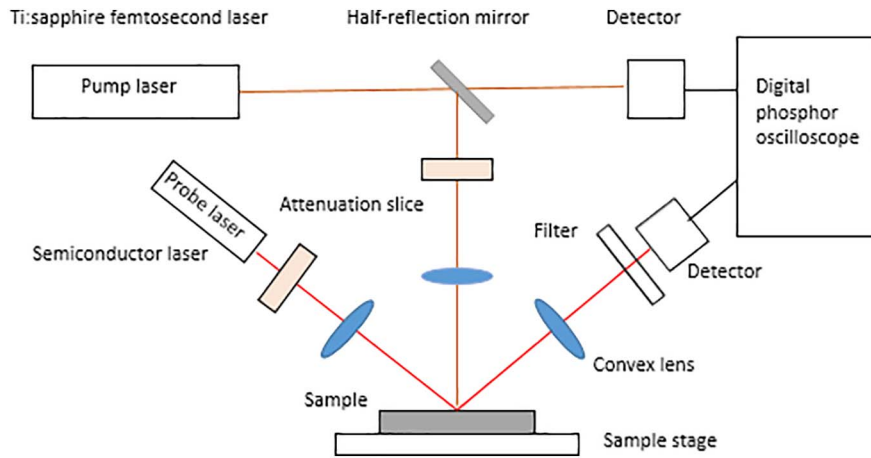 Ti:sapphire femtosecond laser
Half-reflection mirror
Detector
Pump laser
Digital
phosphor
oscilloscope
Probe laser
Attenuation slice
Semiconductor laser
Filter
Detector
Convex lens
Sample
Sample stage